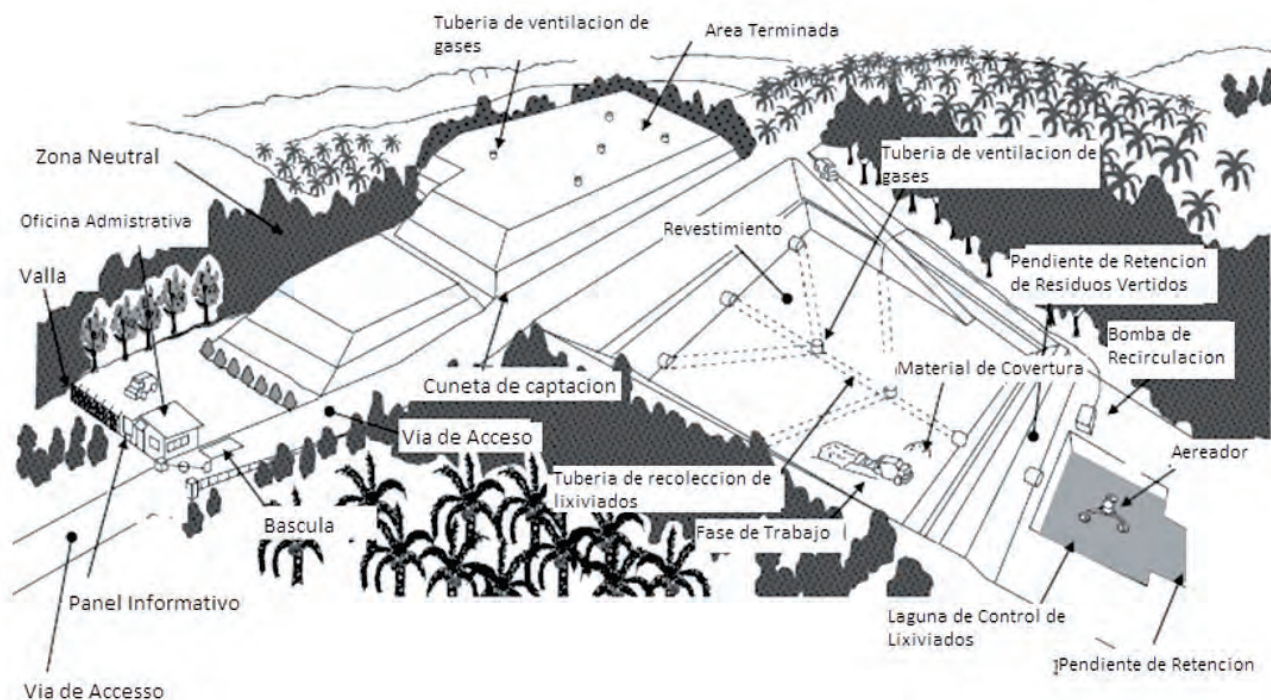 Tuberia de ventilacion de
gases
Area Terminada
Zona Neutral
Tuberia de ventilacion de
gases
Oficina Admistrativa
Revestimiento
Valla
Pendiente de Retencion
de Residuos Vertidos
Bomba de
Recirculacion
Material de Covertura
Cuneta de captacion
Via de Acceso
Aereador
Tuberia de recoleccion de
lixiviados
Bascula
Fase de Trabajo
Panel Informativo
Laguna de Control de
Lixiviados
Pendiente de Retencion
Via de Accesso